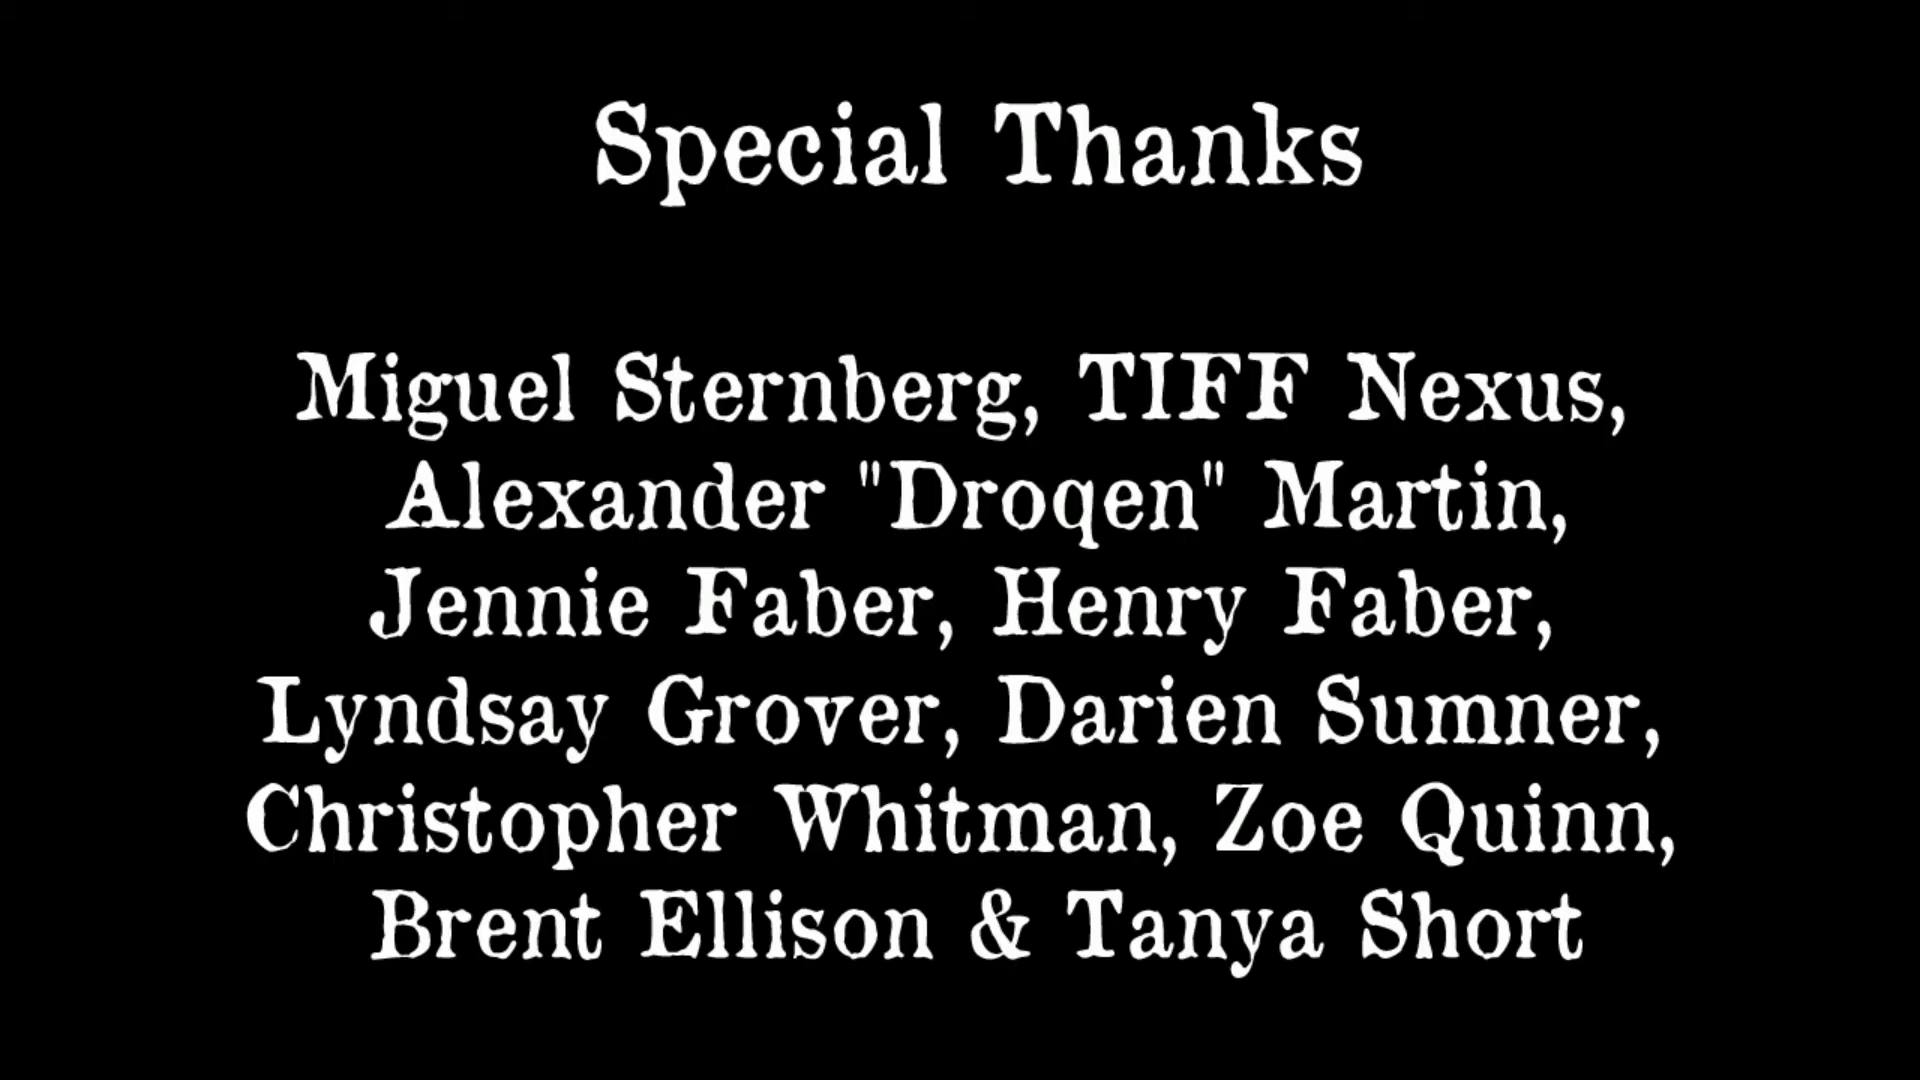 Special Thanks
Miguel Sternberg, TIFF Nexus,
Alexander "Droqen" Martin,
Jennie Faber, Henry Faber,
Lyndsay Grover, Darien Sumner,
Christopher Whitman, Zoe Quinn,
Brent Ellison & Tanya Short